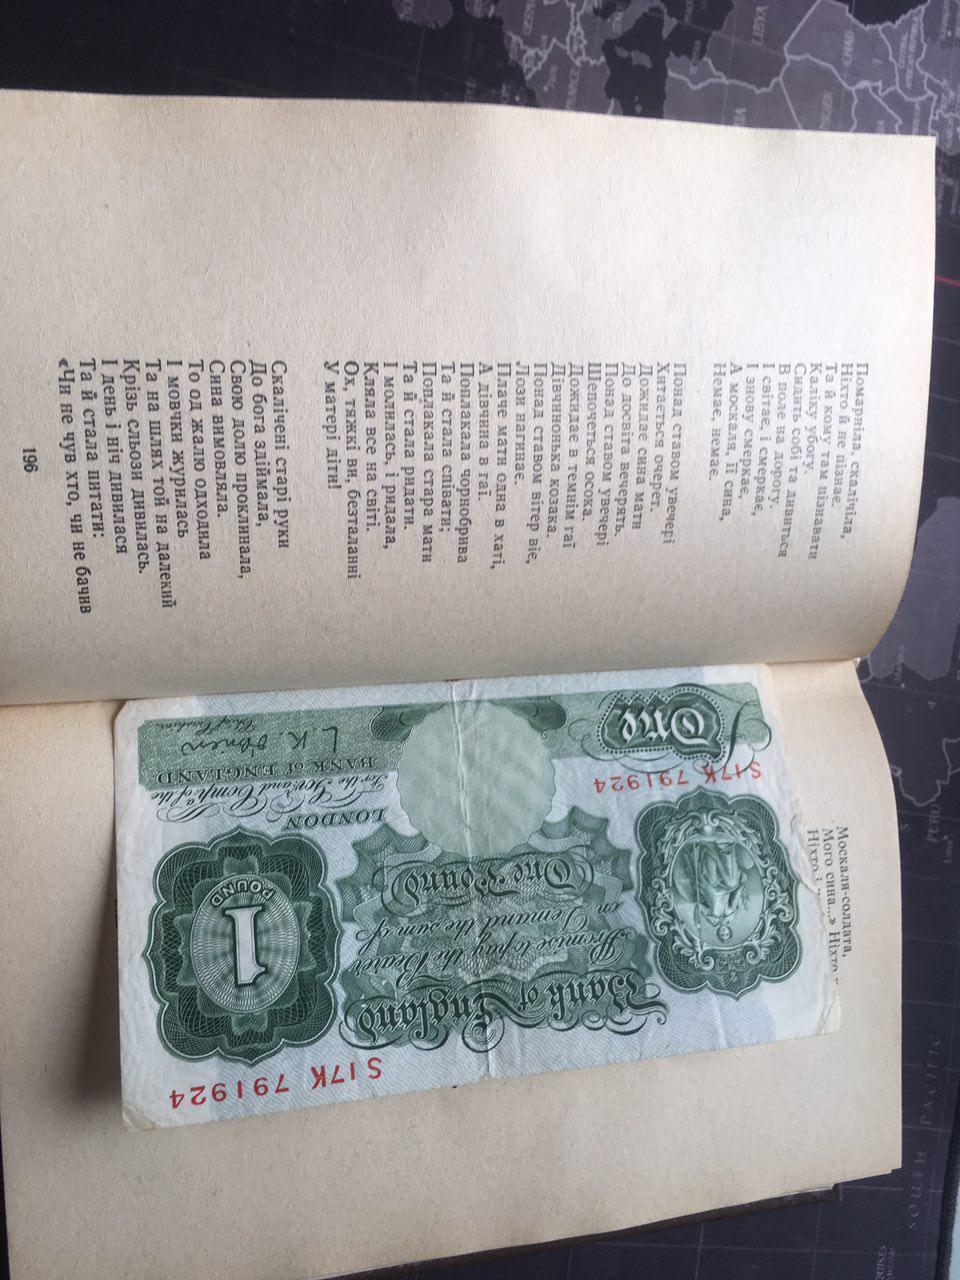 Помарніла, скалічіла,
Ніхто й не пізнає.
Та й кому там пізнавати
Каліку убогу.
Сидить собі та дивиться
В поле на дорогу.
І світає, і смеркає,
І знову смеркає,
А москаля, її сина,
Немає, немає.
Понад ставом увечері
Хитається очерет.
Дожидає сина мати
До досвіта вечерять.
Понад ставом увечері
Шепочеться осока.
Дожидає в темнім гаї
Дівчинонька козака.
Понад ставом вітер віє,
Лози нагинає.
Плаче мати одна в хаті,
А дівчина в гаї.
Поплакала чорнобрива
Та й стала співати;
Поплакала стара мати
Та й стала ридати.
І молилась, і ридала,
Кляла все на світі.
Ох, тяжкі ви, безталанні
У матері діти!
Скалічені старі руки
До бога здіймала,
Свою долю проклинала,
Сина вимовляла.
То од жалю одходила
І мовчки журилась
Та на шлях той на далекий
Крізь сльози дивилась.
І день і ніч дивилася
Та й стала питати:
«Чи не чув хто, чи не бачив
196
Москаля-солдата,
Мого сина...» Ніхто
Ніхто і
S17K 791924
Bank of England
Promise to pay the Bearer
on Demand the sum of
One Pound
1
POUND
LONDON
For the Govr. and Compa. of the
BANK of ENGLAND
L.K. O'Brien
Chief Cashier
S17K 791924
One
PERU
SOUTH PACIFIC